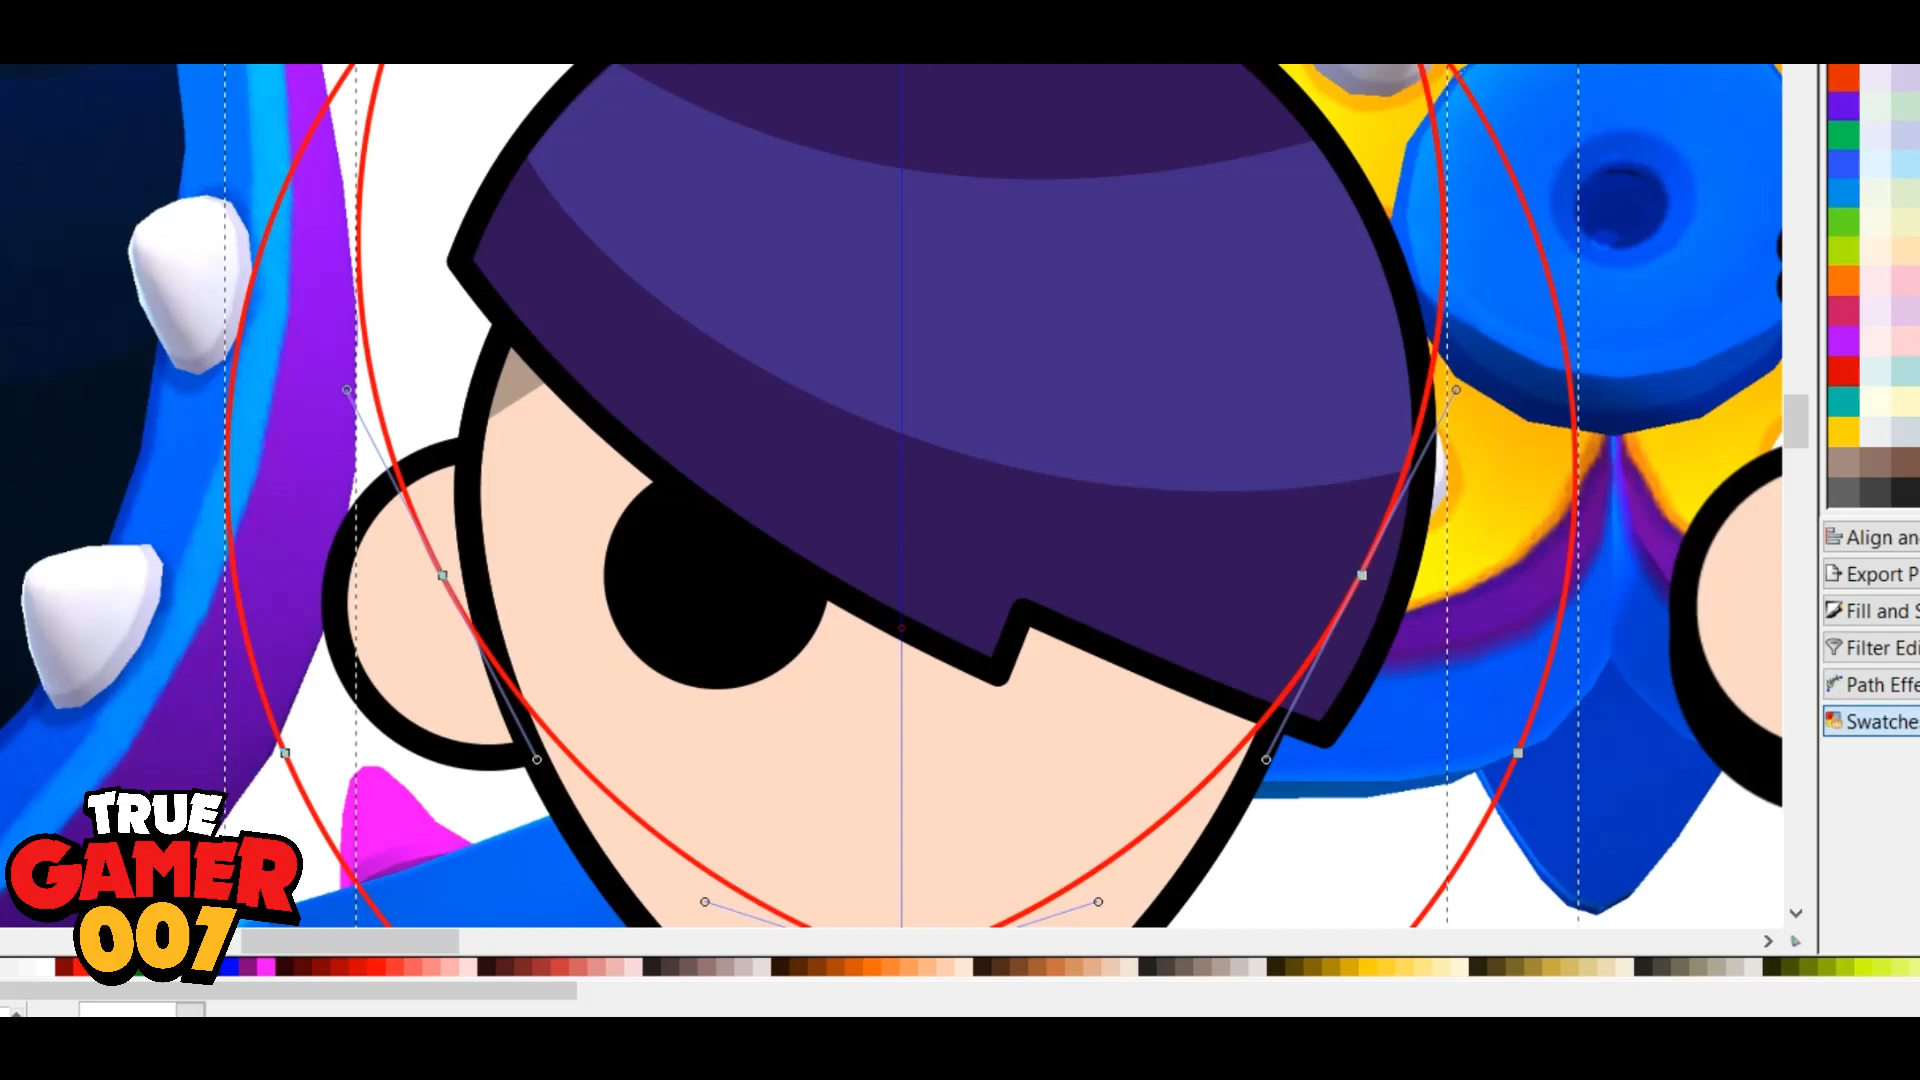 Align an
Export P
Fill and S
Filter Edi
Path Effe
Swatche
TRUE
GAMER
007